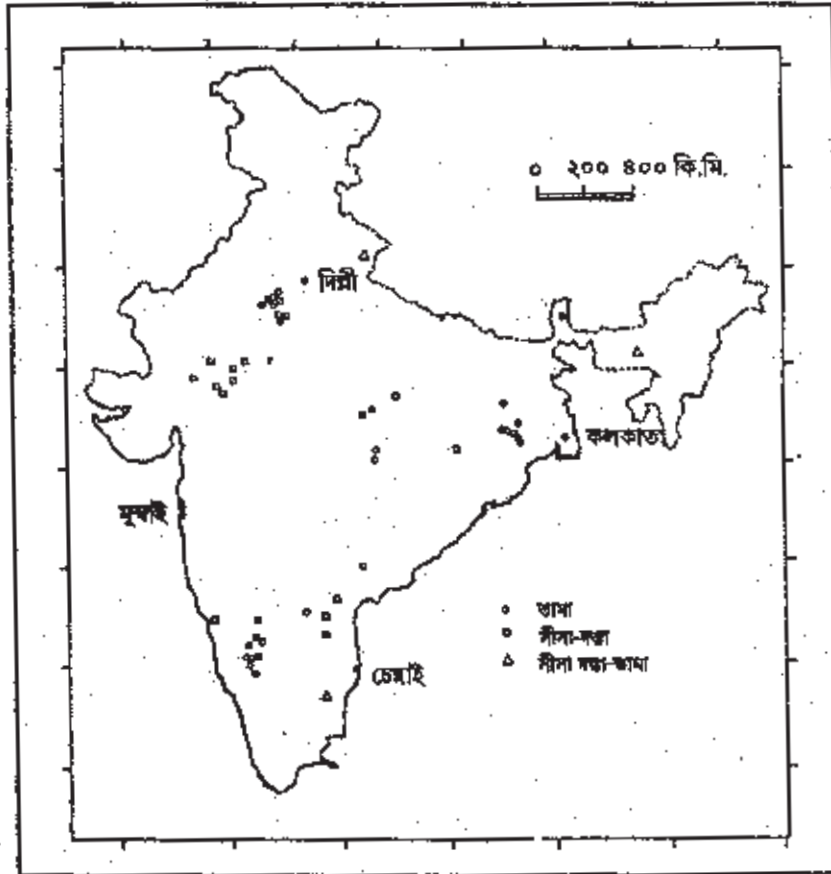 ০ ২০০ ৪০০ কি.মি.
দিল্লী
কলকাতা
মুম্বাই
তামা
সীসা-দস্তা
সীসা দস্তা-তামা
চেন্নাই